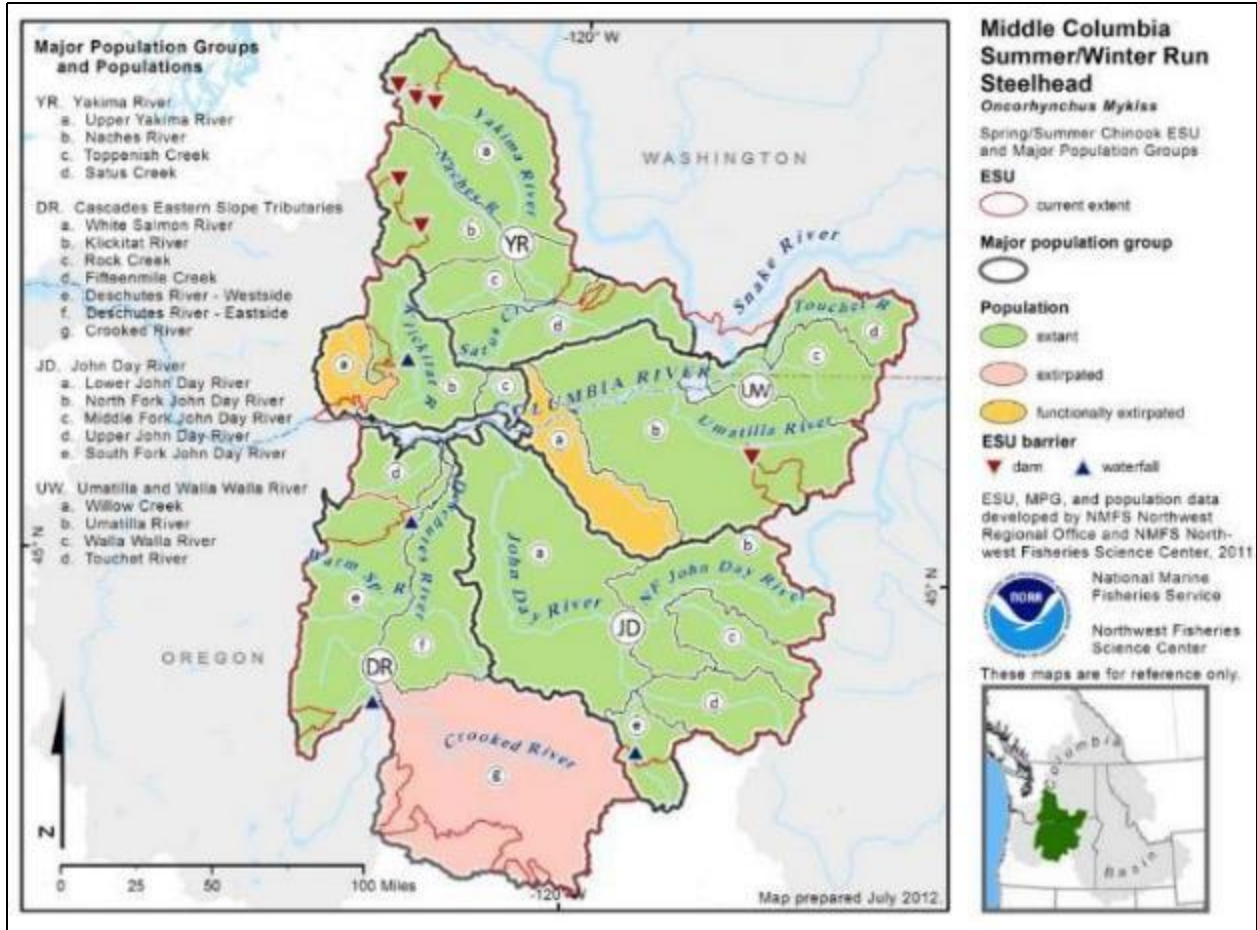 Major Population Groups
and Populations
YR. Yakima River
a. Upper Yakima River
b. Naches River
c. Toppenish Creek
d. Satus Creek
DR. Cascades Eastern Slope Tributaries
a. White Salmon River
b. Klickitat River
c. Rock Creek
d. Fifteenmile Creek
e. Deschutes River - Westside
f. Deschutes River - Eastside
g. Crooked River
JD. John Day River
a. Lower John Day River
b. North Fork John Day River
c. Middle Fork John Day River
d. Upper John Day River
e. South Fork John Day River
UW. Umatilla and Walla Walla River
a. Willow Creek
b. Umatilla River
c. Walla Walla River
d. Touchet River
-120° W
WASHINGTON
Yakima River
a
Naches R
b
YR
c
Satus C
d
Snake River
Touchet R
d
c
Klickitat R
a
b
c
COLUMBIA RIVER
UW
Umatilla River
a
b
d
Deschutes River
45° N
Warm Sp. R
e
f
John Day River
a
b
NF John Day River
45° N
JD
c
d
e
OREGON
DR
Crooked River
g
N
0 25 50 100 Miles
-120° W
Map prepared July 2012.
Middle Columbia
Summer/Winter Run
Steelhead
Oncorhynchus Mykiss
Spring/Summer Chinook ESU
and Major Population Groups
ESU
current extent
Major population group
Population
extant
extirpated
functionally extirpated
ESU barrier
dam waterfall
ESU, MPG, and population data
developed by NMFS Northwest
Regional Office and NMFS North-
west Fisheries Science Center, 2011
NOAA
National Marine
Fisheries Service
Northwest Fisheries
Science Center
These maps are for reference only.
Columbia
Basin